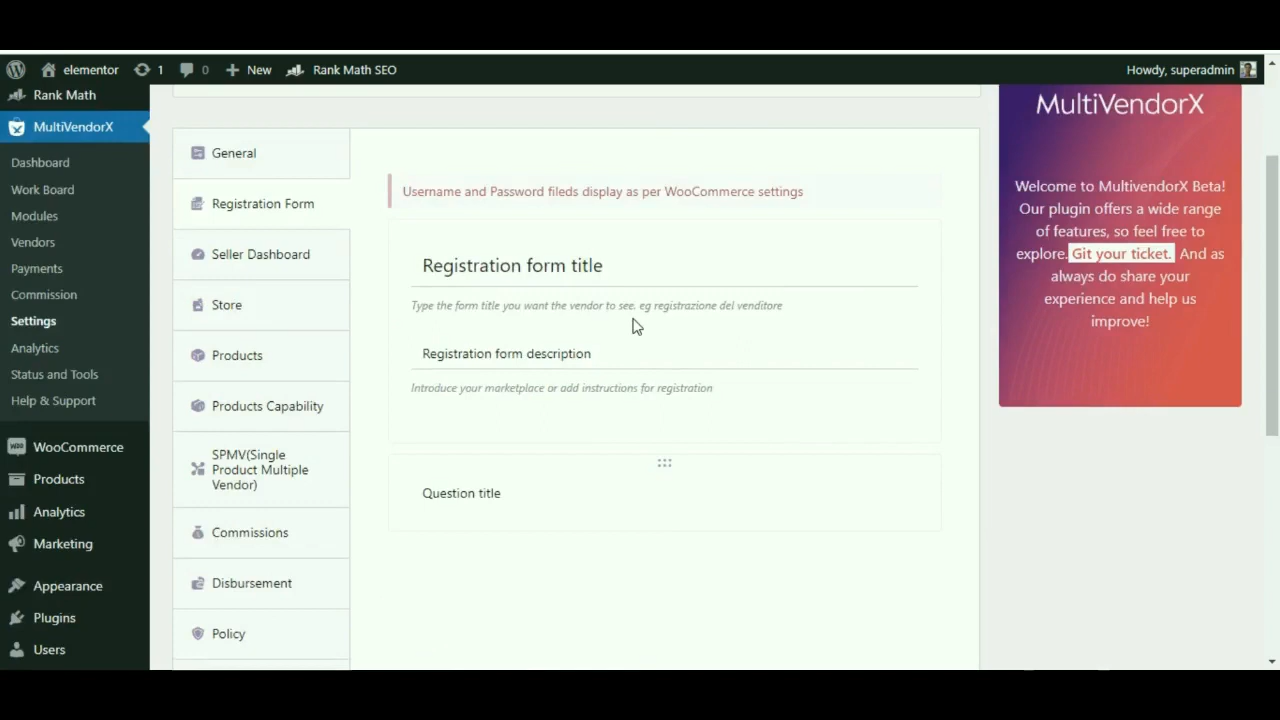 elementor
1
0
New
Rank Math SEO
Howdy, superadmin
Rank Math
MultiVendorX
Dashboard
Work Board
Modules
Vendors
Payments
Commission
Settings
Analytics
Status and Tools
Help & Support
WooCommerce
Products
Analytics
Marketing
Appearance
Plugins
Users
General
Registration Form
Seller Dashboard
Store
Products
Products Capability
SPMV(Single
Product Multiple
Vendor)
Commissions
Disbursement
Policy
Username and Password fileds display as per WooCommerce settings
Registration form title
Type the form title you want the vendor to see. eg registrazione del venditore
Registration form description
Introduce your marketplace or add instructions for registration
Question title
MultiVendorX
Welcome to MultivendorX Beta!
Our plugin offers a wide range
of features, so feel free to
explore. Git your ticket. And as
always do share your
experience and help us
improve!